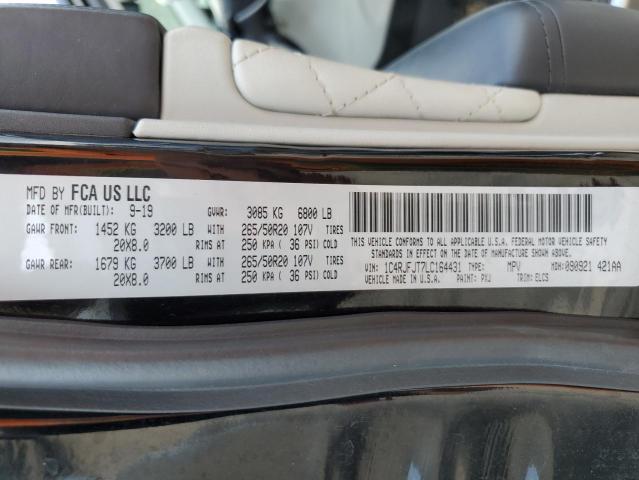 MFD BY FCA US LLC
DATE OF MFR(BUILT): 9-19 GVWR: 3085 KG 6800 LB
GAWR FRONT: 1452 KG 3200 LB WITH 265/50R20 107V TIRES
20X8.0 RIMS AT 250 KPA ( 36 PSI) COLD
GAWR REAR: 1679 KG 3700 LB WITH 265/50R20 107V TIRES
20X8.0 RIMS AT 250 KPA ( 36 PSI) COLD
THIS VEHICLE CONFORMS TO ALL APPLICABLE U.S.A. FEDERAL MOTOR VEHICLE SAFETY
STANDARDS IN EFFECT ON THE DATE OF MANUFACTURE SHOWN ABOVE.
VIN: 1C4RJFJT7LC164431 TYPE: MPV MDH:090921 421AA
VEHICLE MADE IN U.S.A. PAINT: PXJ TRIM: ELCS